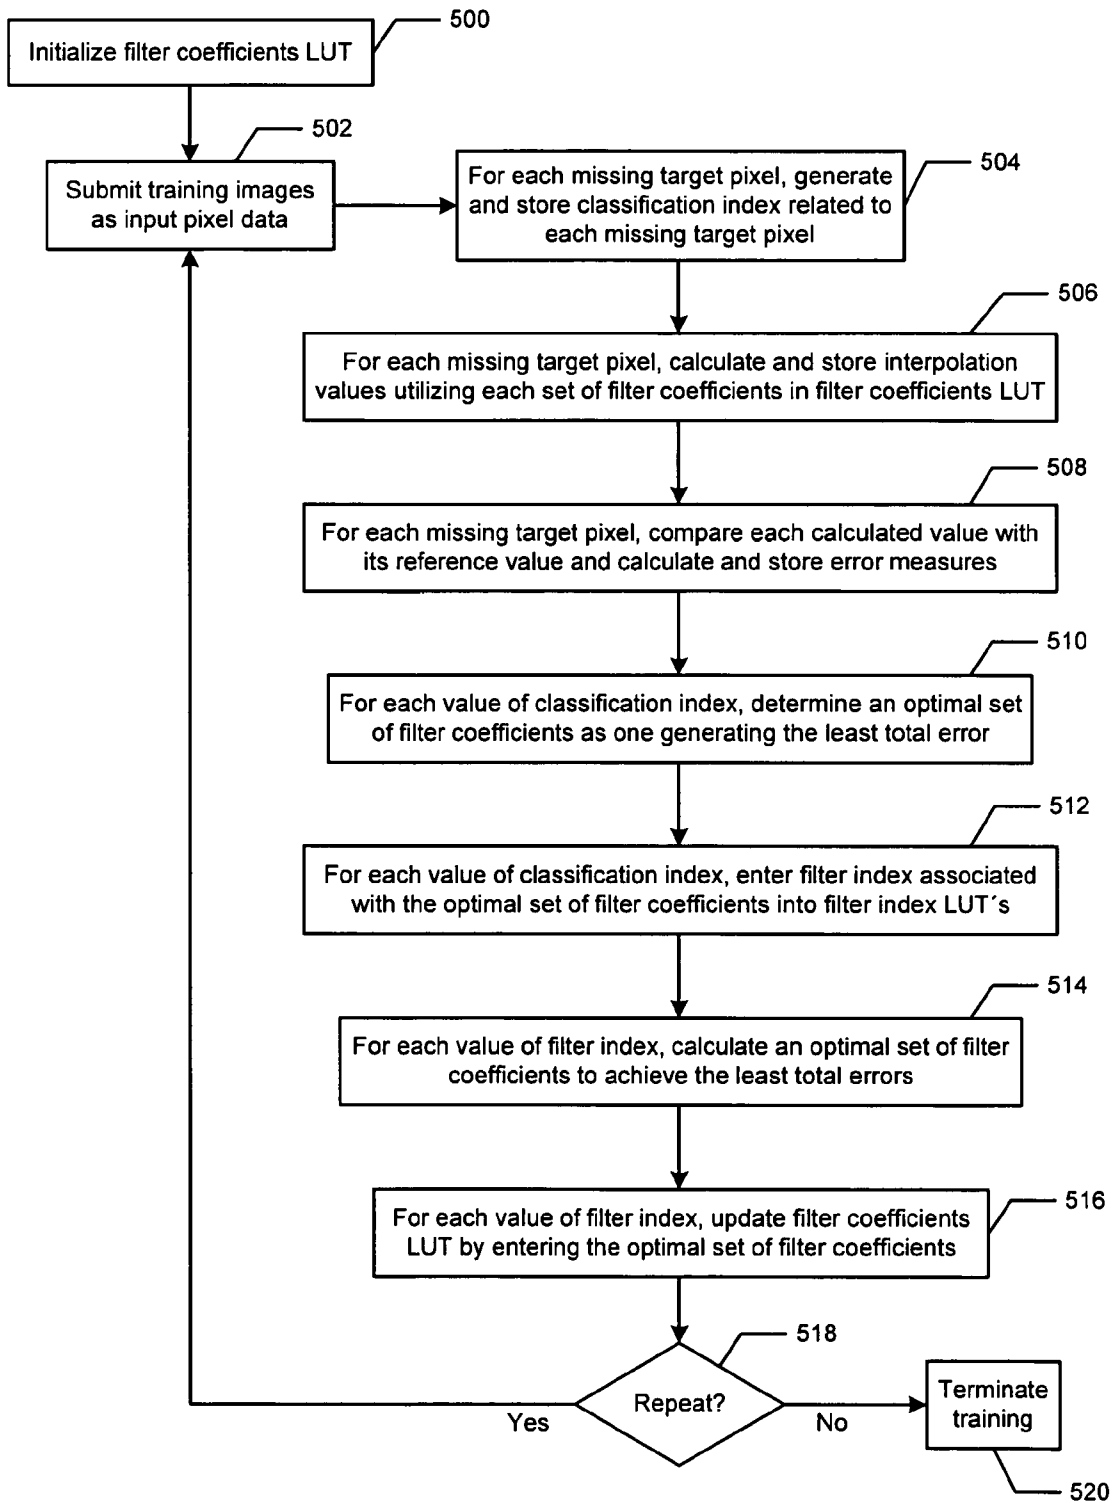 500
Initialize filter coefficients LUT
502
Submit training images
as input pixel data
504
For each missing target pixel, generate
and store classification index related to
each missing target pixel
506
For each missing target pixel, calculate and store interpolation
values utilizing each set of filter coefficients in filter coefficients LUT
508
For each missing target pixel, compare each calculated value with
its reference value and calculate and store error measures
510
For each value of classification index, determine an optimal set
of filter coefficients as one generating the least total error
512
For each value of classification index, enter filter index associated
with the optimal set of filter coefficients into filter index LUT´s
514
For each value of filter index, calculate an optimal set of filter
coefficients to achieve the least total errors
516
For each value of filter index, update filter coefficients
LUT by entering the optimal set of filter coefficients
518
Repeat?
Yes
No
Terminate
training
520